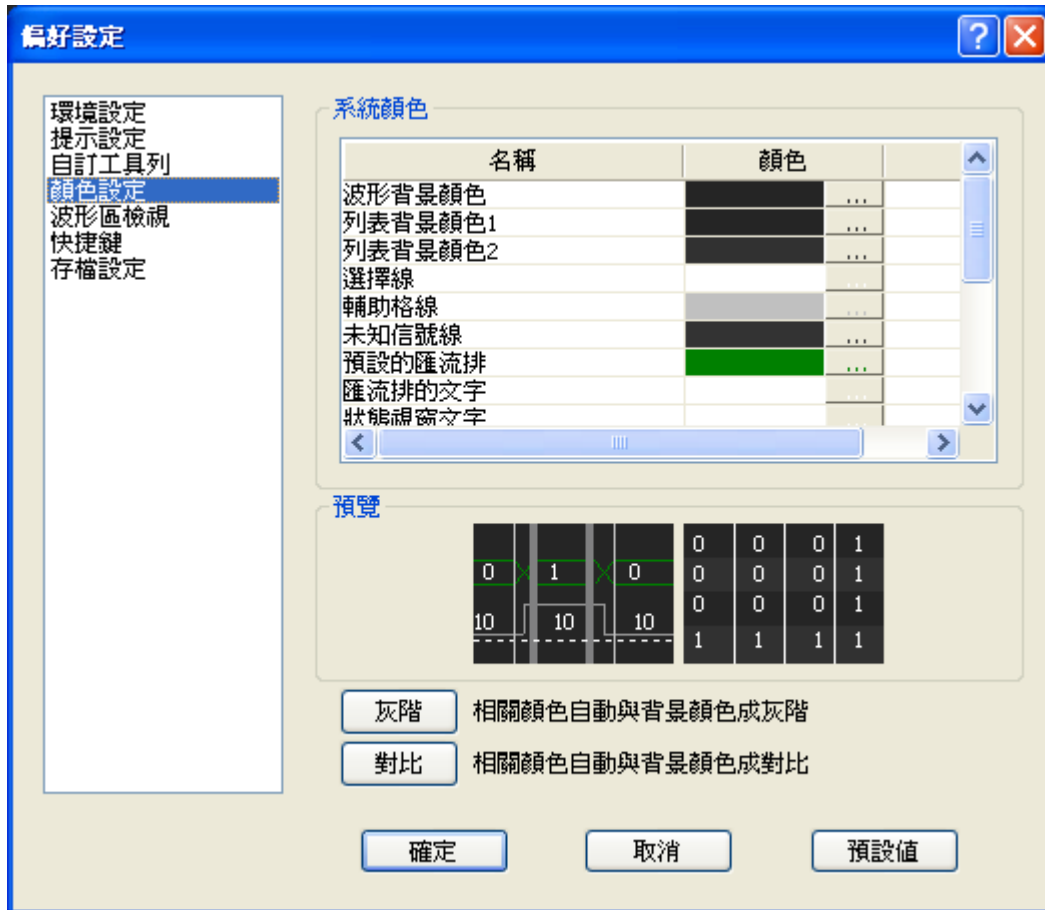 偏好設定
環境設定
提示設定
自訂工具列
顏色設定
波形區檢視
快捷鍵
存檔設定
系統顏色
名稱 顏色
波形背景顏色 ...
列表背景顏色1 ...
列表背景顏色2 ...
選擇線 ...
輔助格線 ...
未知信號線 ...
預設的匯流排 ...
匯流排的文字 ...
狀態視窗文字 ...
預覽
0 1 0
10 10 10
0 0 0 1
0 0 0 1
0 0 0 1
1 1 1 1
灰階 相關顏色自動與背景顏色成灰階
對比 相關顏色自動與背景顏色成對比
確定 取消 預設值